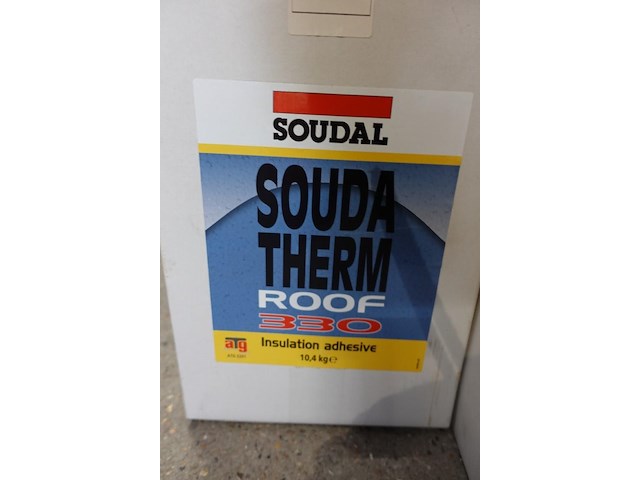 SOUDAL
SOUDA
THERM
ROOF
330
Insulation adhesive
10,4 kg ℮
aTg